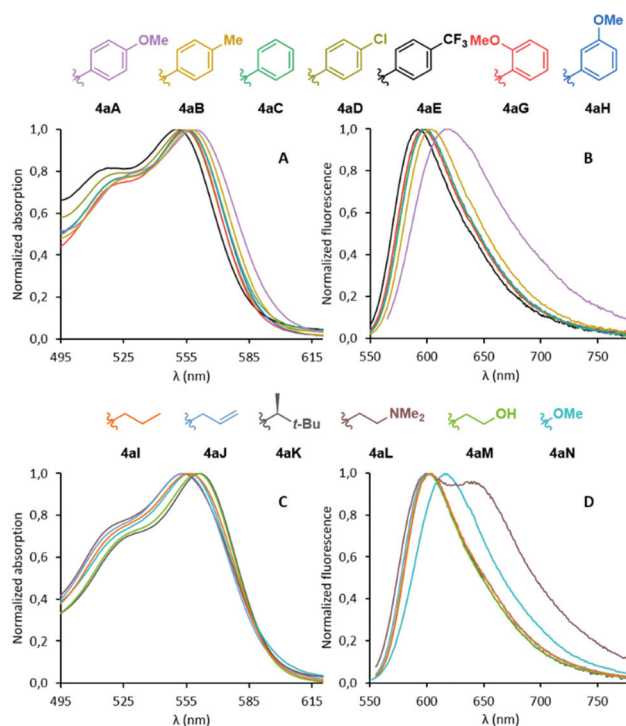 OMe
OMe Me Cl CF₃ MeO
4aA 4aB 4aC 4aD 4aE 4aG 4aH
A
Normalized absorption
1,0
0,8
0,6
0,4
0,2
0,0
495 525 555 585 615
λ (nm)
B
Normalized fluorescence
1,0
0,8
0,6
0,4
0,2
0,0
550 600 650 700 750
λ (nm)
t-Bu NMe₂ OH OMe
4aI 4aJ 4aK 4aL 4aM 4aN
C
Normalized absorption
1,0
0,8
0,6
0,4
0,2
0,0
495 525 555 585 615
λ (nm)
D
Normalized fluorescence
1,0
0,8
0,6
0,4
0,2
0,0
550 600 650 700 750
λ (nm)